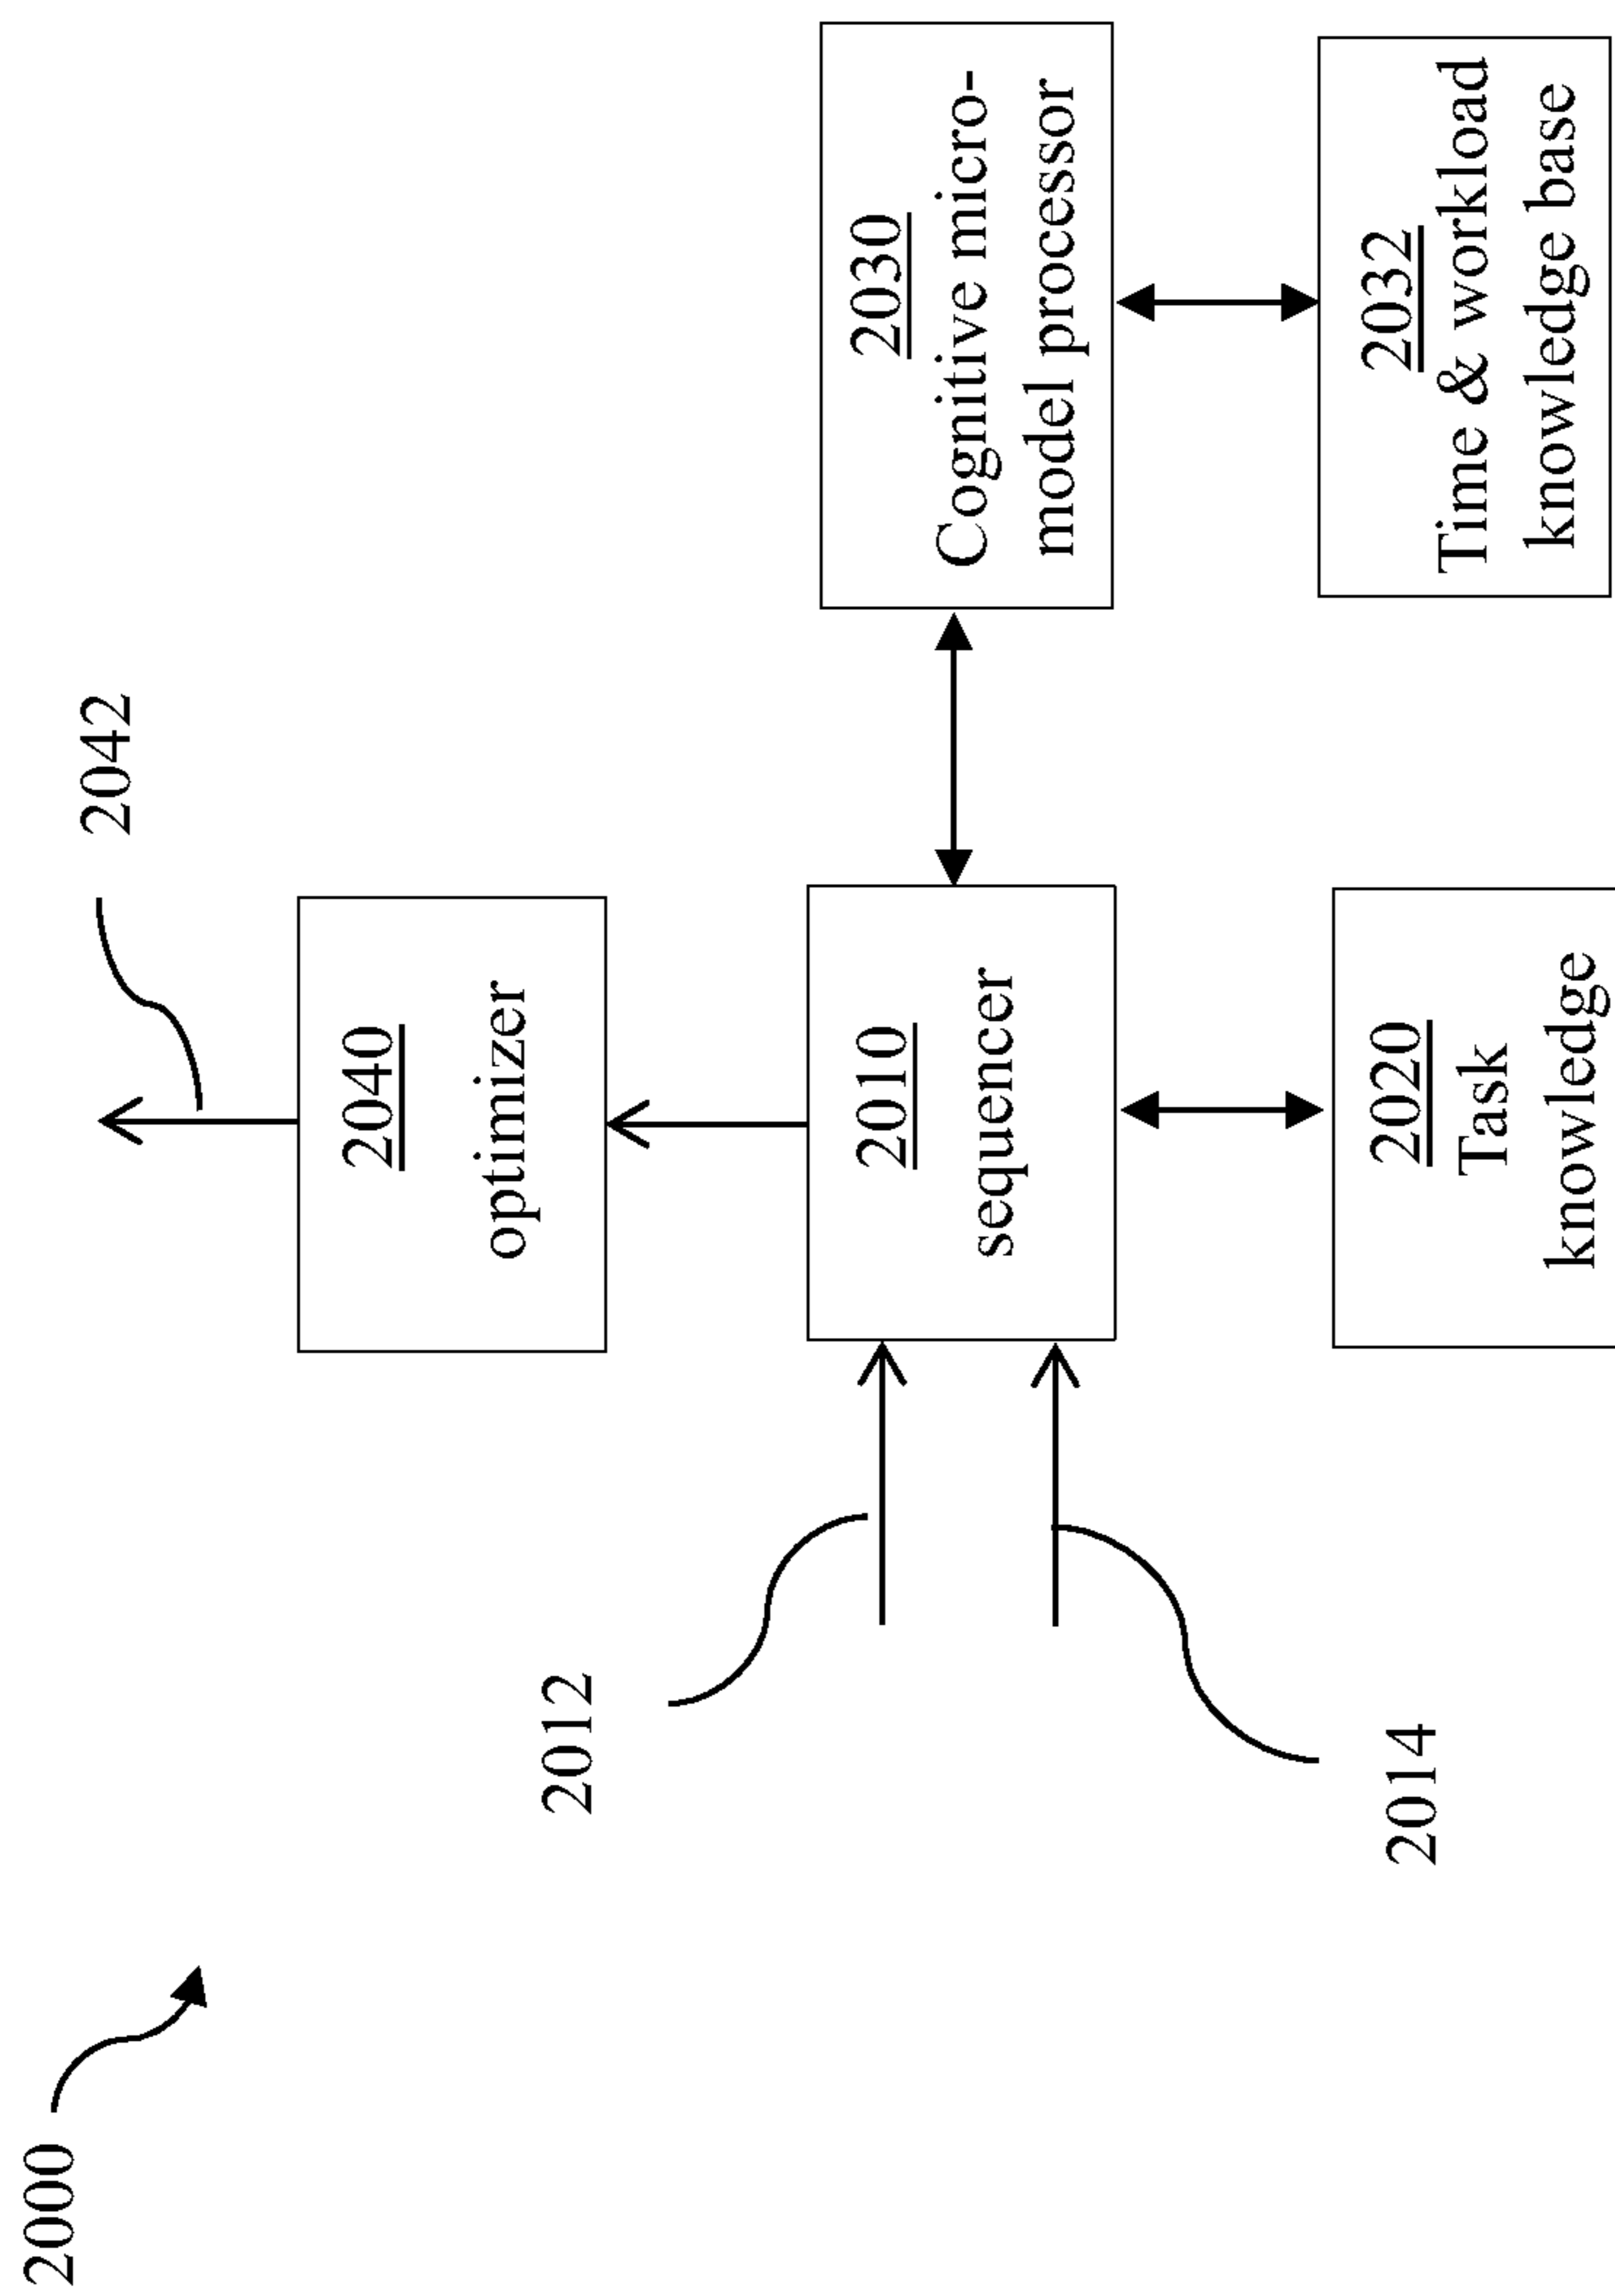 2000
2042
2040
optimizer
2012
2010
sequencer
2030
Cognitive micro-
model processor
2014
2020
Task
knowledge
2032
Time & workload
knowledge base